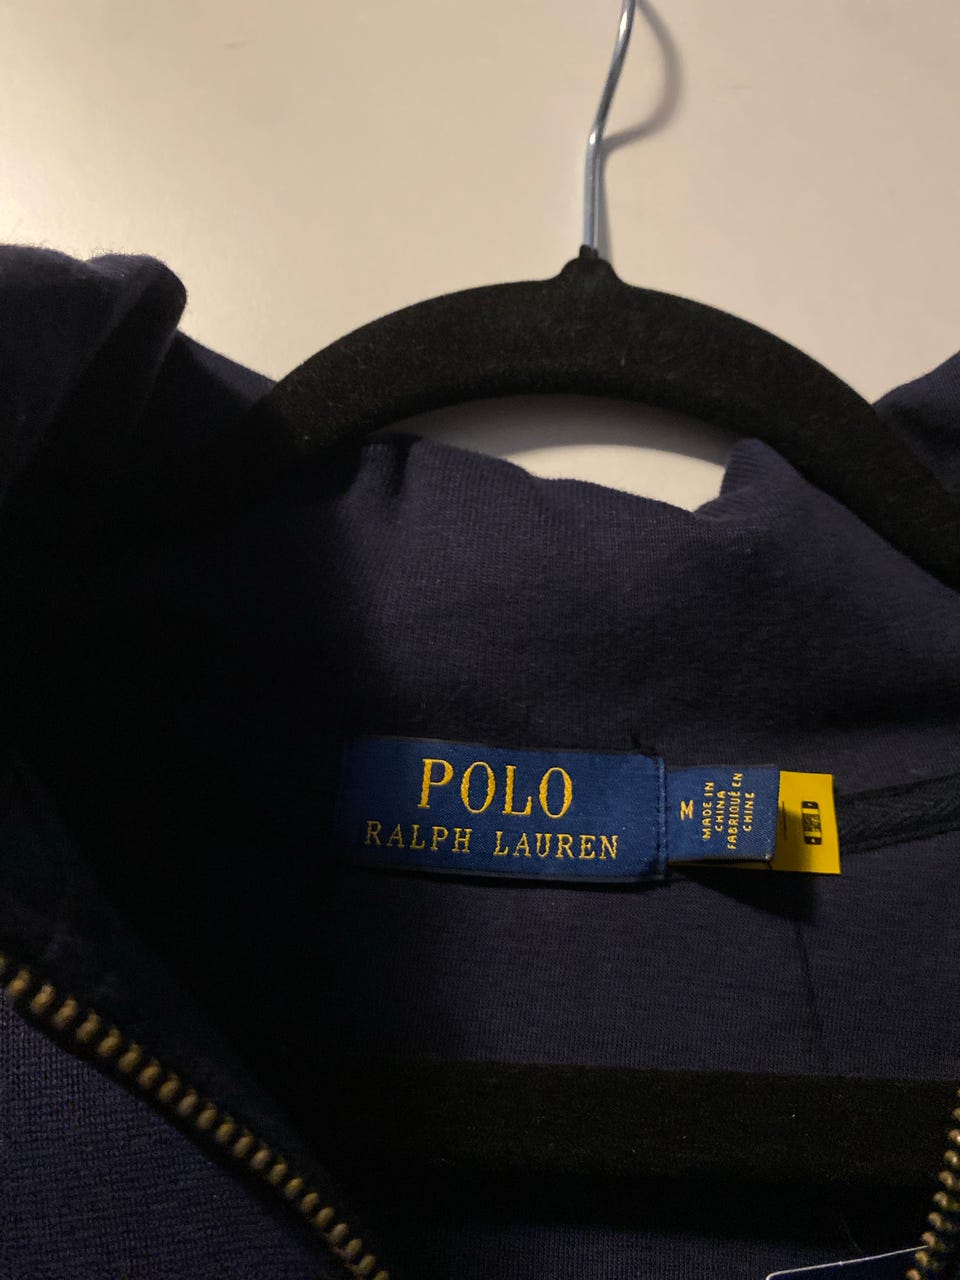 POLO
RALPH LAUREN
M
MADE IN
CHINA
FABRIQUÉ EN
CHINE